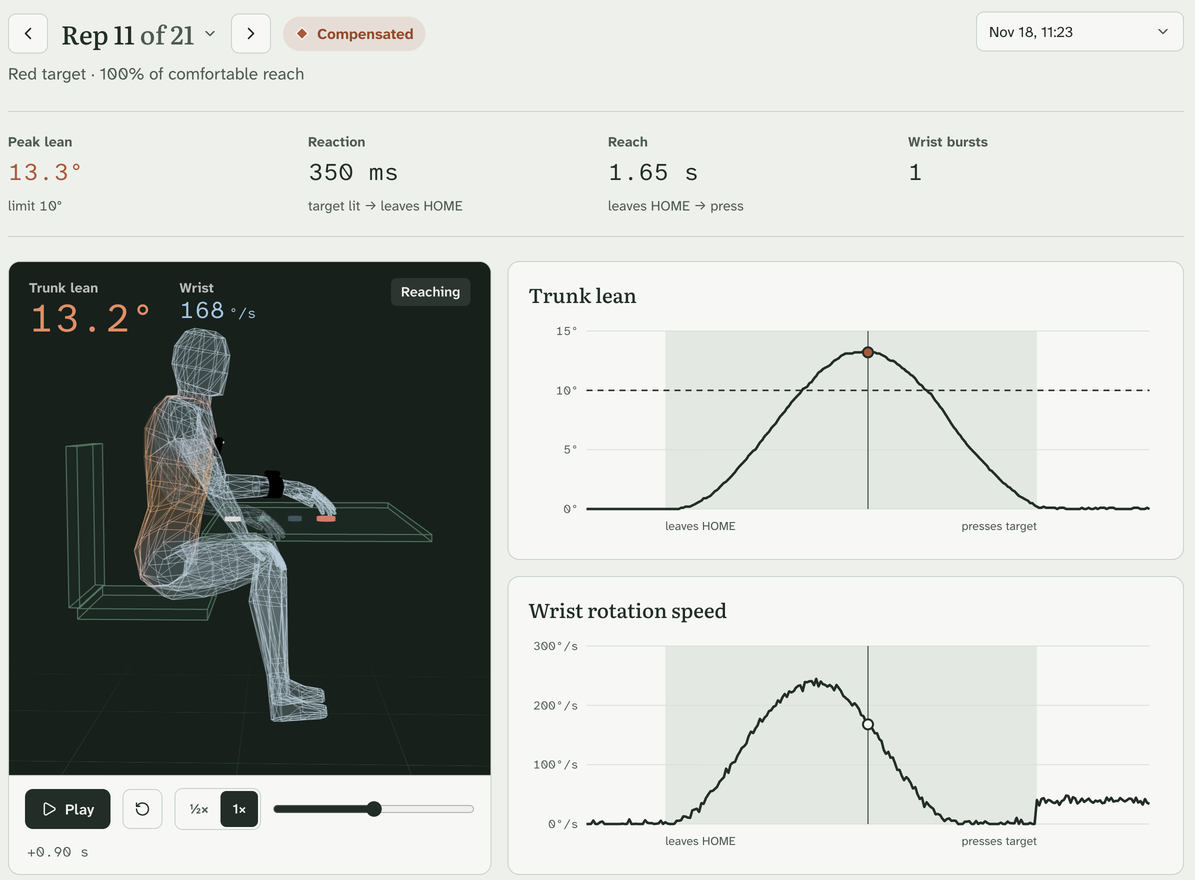 Rep 11 of 21
Compensated
Nov 18, 11:23
Red target · 100% of comfortable reach
Peak lean
13.3°
limit 10°
Reaction
350 ms
target lit → leaves HOME
Reach
1.65 s
leaves HOME → press
Wrist bursts
1
Trunk lean
13.2°
Wrist
168 °/s
Reaching
Play
½×
1×
+0.90 s
Trunk lean
15°
10°
5°
0°
leaves HOME
presses target
Wrist rotation speed
300°/s
200°/s
100°/s
0°/s
leaves HOME
presses target